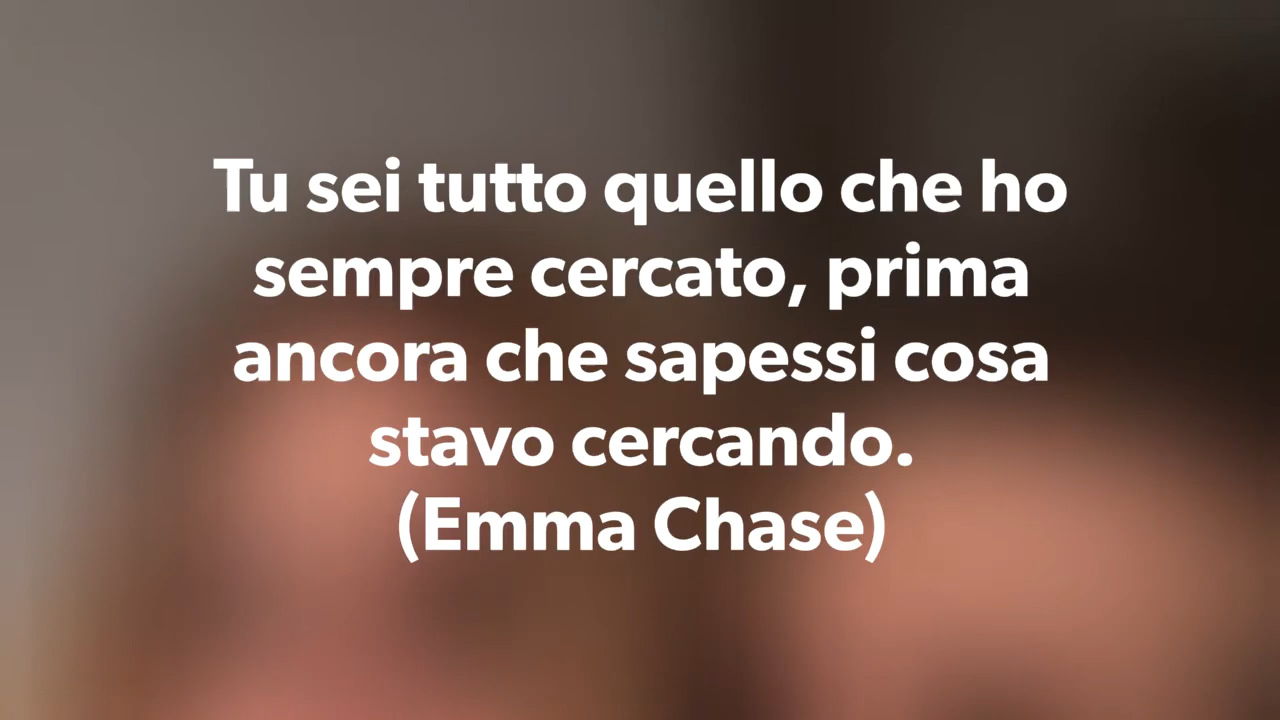 Tu sei tutto quello che ho
sempre cercato, prima
ancora che sapessi cosa
stavo cercando.
(Emma Chase)